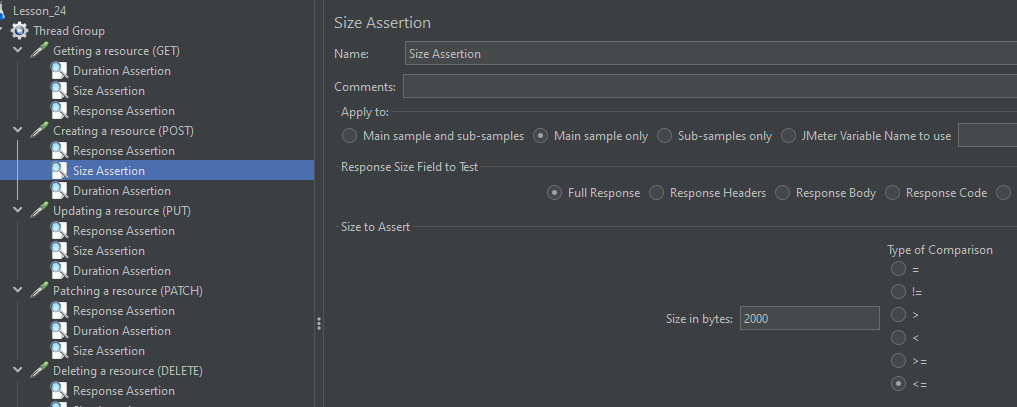 Lesson_24
Thread Group
Getting a resource (GET)
Duration Assertion
Size Assertion
Response Assertion
Creating a resource (POST)
Response Assertion
Size Assertion
Duration Assertion
Updating a resource (PUT)
Response Assertion
Size Assertion
Duration Assertion
Patching a resource (PATCH)
Response Assertion
Duration Assertion
Size Assertion
Deleting a resource (DELETE)
Response Assertion
Size Assertion
Name: Size Assertion
Comments:
Apply to:
Main sample and sub-samples Main sample only Sub-samples only JMeter Variable Name to use
Response Size Field to Test
Full Response Response Headers Response Body Response Code
Size to Assert
Type of Comparison
=
!=
>
Size in bytes: 2000
<
>=
<=